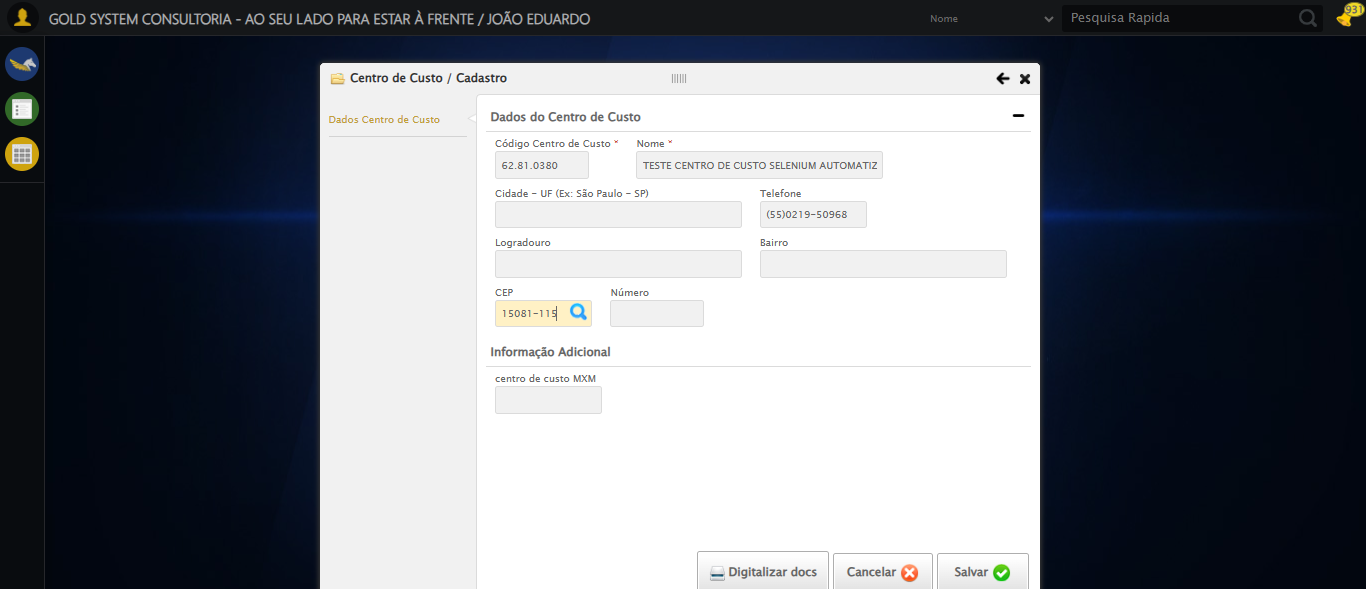 GOLD SYSTEM CONSULTORIA - AO SEU LADO PARA ESTAR À FRENTE / JOÃO EDUARDO
Nome
Pesquisa Rapida
931
Centro de Custo / Cadastro
Dados Centro de Custo
Dados do Centro de Custo
Código Centro de Custo * Nome *
62.81.0380 TESTE CENTRO DE CUSTO SELENIUM AUTOMATIZ
Cidade - UF (Ex: São Paulo - SP) Telefone
(55)0219-50968
Logradouro Bairro
CEP Número
15081-115
Informação Adicional
centro de custo MXM
Digitalizar docs Cancelar Salvar